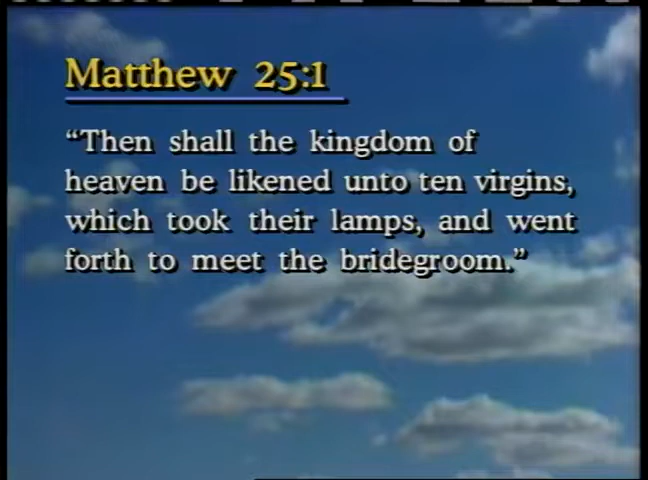 Matthew 25:1
“Then shall the kingdom of
heaven be likened unto ten virgins,
which took their lamps, and went
forth to meet the bridegroom.”